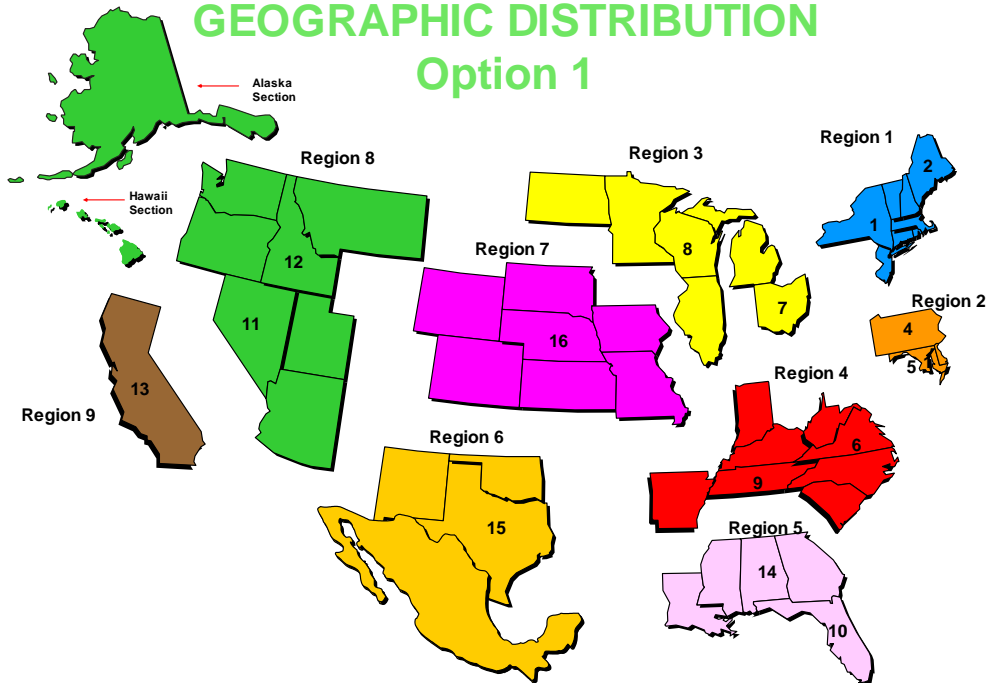 GEOGRAPHIC DISTRIBUTION
Option 1
Alaska
Section
Region 8
Region 3
Region 1
2
Hawaii
Section
1
12
Region 7
8
7
Region 2
4
5
11
16
13
Region 9
Region 4
6
9
Region 6
15
Region 5
14
10